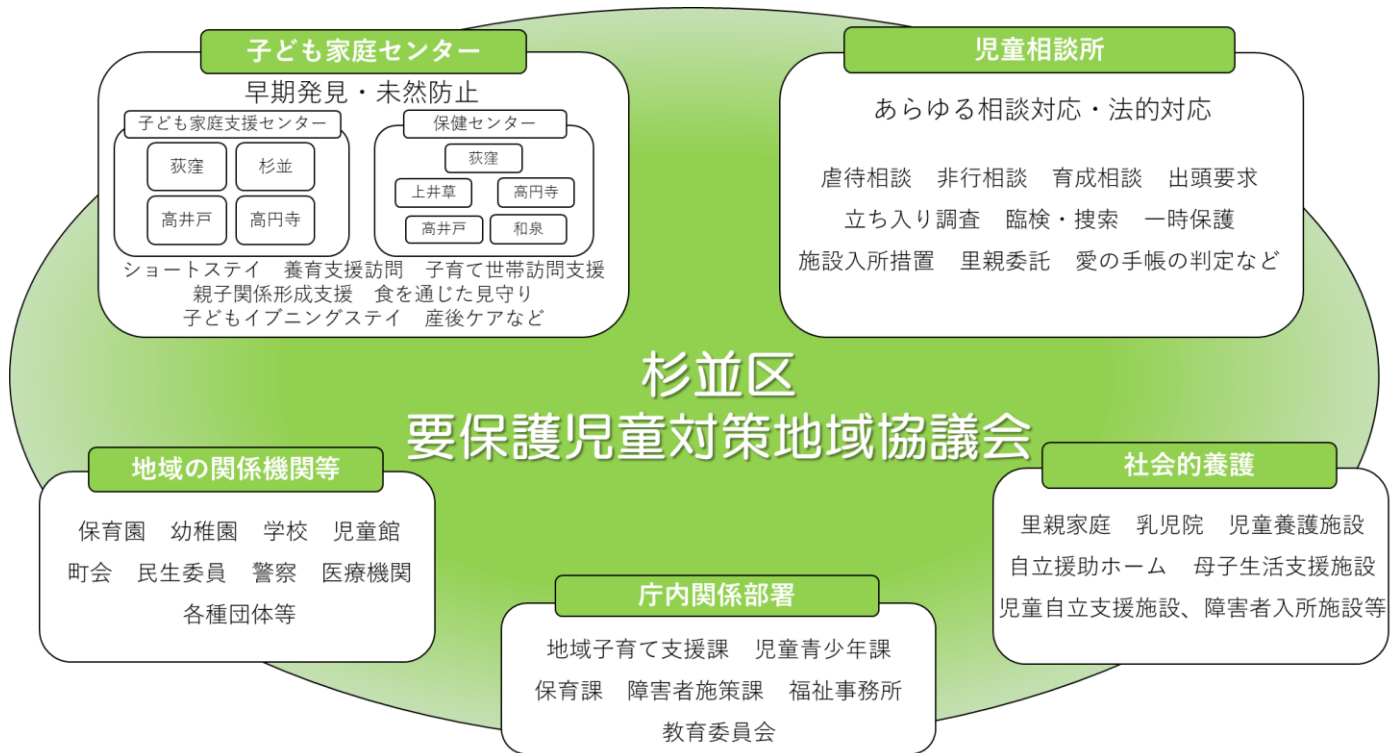 子ども家庭センター
早期発見・未然防止
子ども家庭支援センター
荻窪 杉並
高井戸 高円寺
保健センター
荻窪
上井草 高円寺
高井戸 和泉
ショートステイ 養育支援訪問 子育て世帯訪問支援
親子関係形成支援 食を通じた見守り
子どもイブニングステイ 産後ケアなど
児童相談所
あらゆる相談対応・法的対応
虐待相談 非行相談 育成相談 出頭要求
立ち入り調査 臨検・捜索 一時保護
施設入所措置 里親委託 愛の手帳の判定など
杉並区
要保護児童対策地域協議会
地域の関係機関等
保育園 幼稚園 学校 児童館
町会 民生委員 警察 医療機関
各種団体等
庁内関係部署
地域子育て支援課 児童青少年課
保育課 障害者施策課 福祉事務所
教育委員会
社会的養護
里親家庭 乳児院 児童養護施設
自立援助ホーム 母子生活支援施設
児童自立支援施設、障害者入所施設等